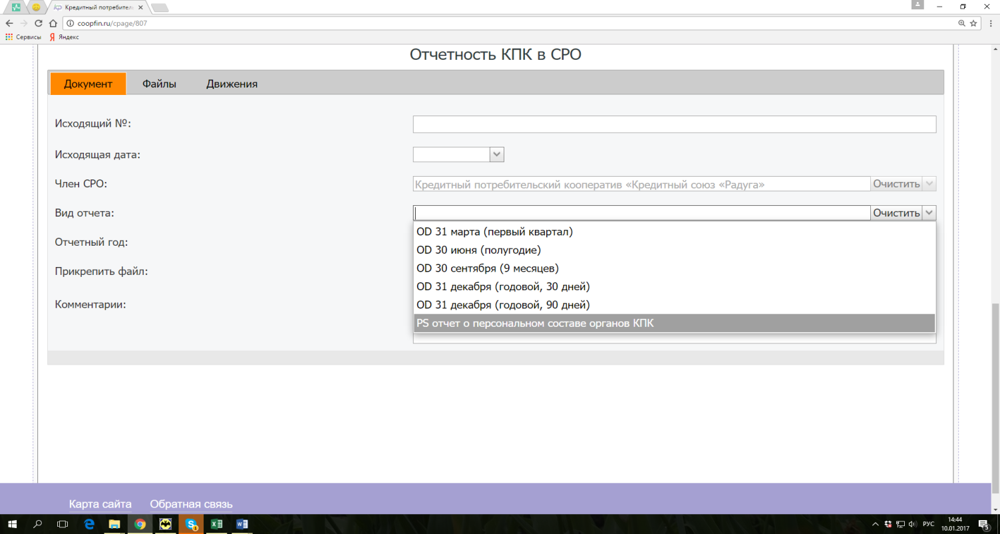 Кредитный потребител
coopfin.ru/cpage/807
Сервисы Яндекс
Отчетность КПК в СРО
Документ Файлы Движения
Исходящий №:
Исходящая дата:
Член СРО: Кредитный потребительский кооператив «Кредитный союз «Радуга» Очистить
Вид отчета: Очистить
OD 31 марта (первый квартал)
Отчетный год:
OD 30 июня (полугодие)
OD 30 сентября (9 месяцев)
Прикрепить файл:
OD 31 декабря (годовой, 30 дней)
Комментарии:
OD 31 декабря (годовой, 90 дней)
PS отчет о персональном составе органов КПК
Карта сайта Обратная связь
РУС
14:44
10.01.2017
5